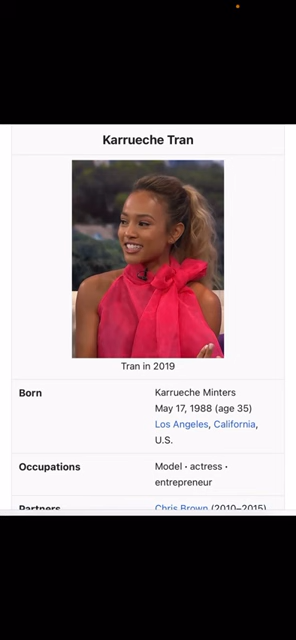 Karrueche Tran
Tran in 2019
Born
Karrueche Minters
May 17, 1988 (age 35)
Los Angeles, California,
U.S.
Occupations
Model · actress ·
entrepreneur
Partners
Chris Brown (2010–2015)